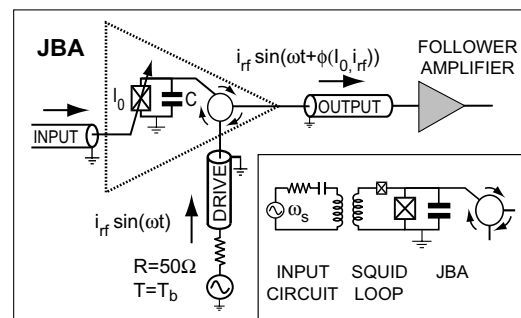 JBA
i_rf sin(ωt+ϕ(I_0,i_rf))
FOLLOWER
AMPLIFIER
I_0
C
INPUT
OUTPUT
DRIVE
i_rf sin(ωt)
R=50Ω
T=T_b
ω_s
INPUT
CIRCUIT
SQUID
LOOP
JBA